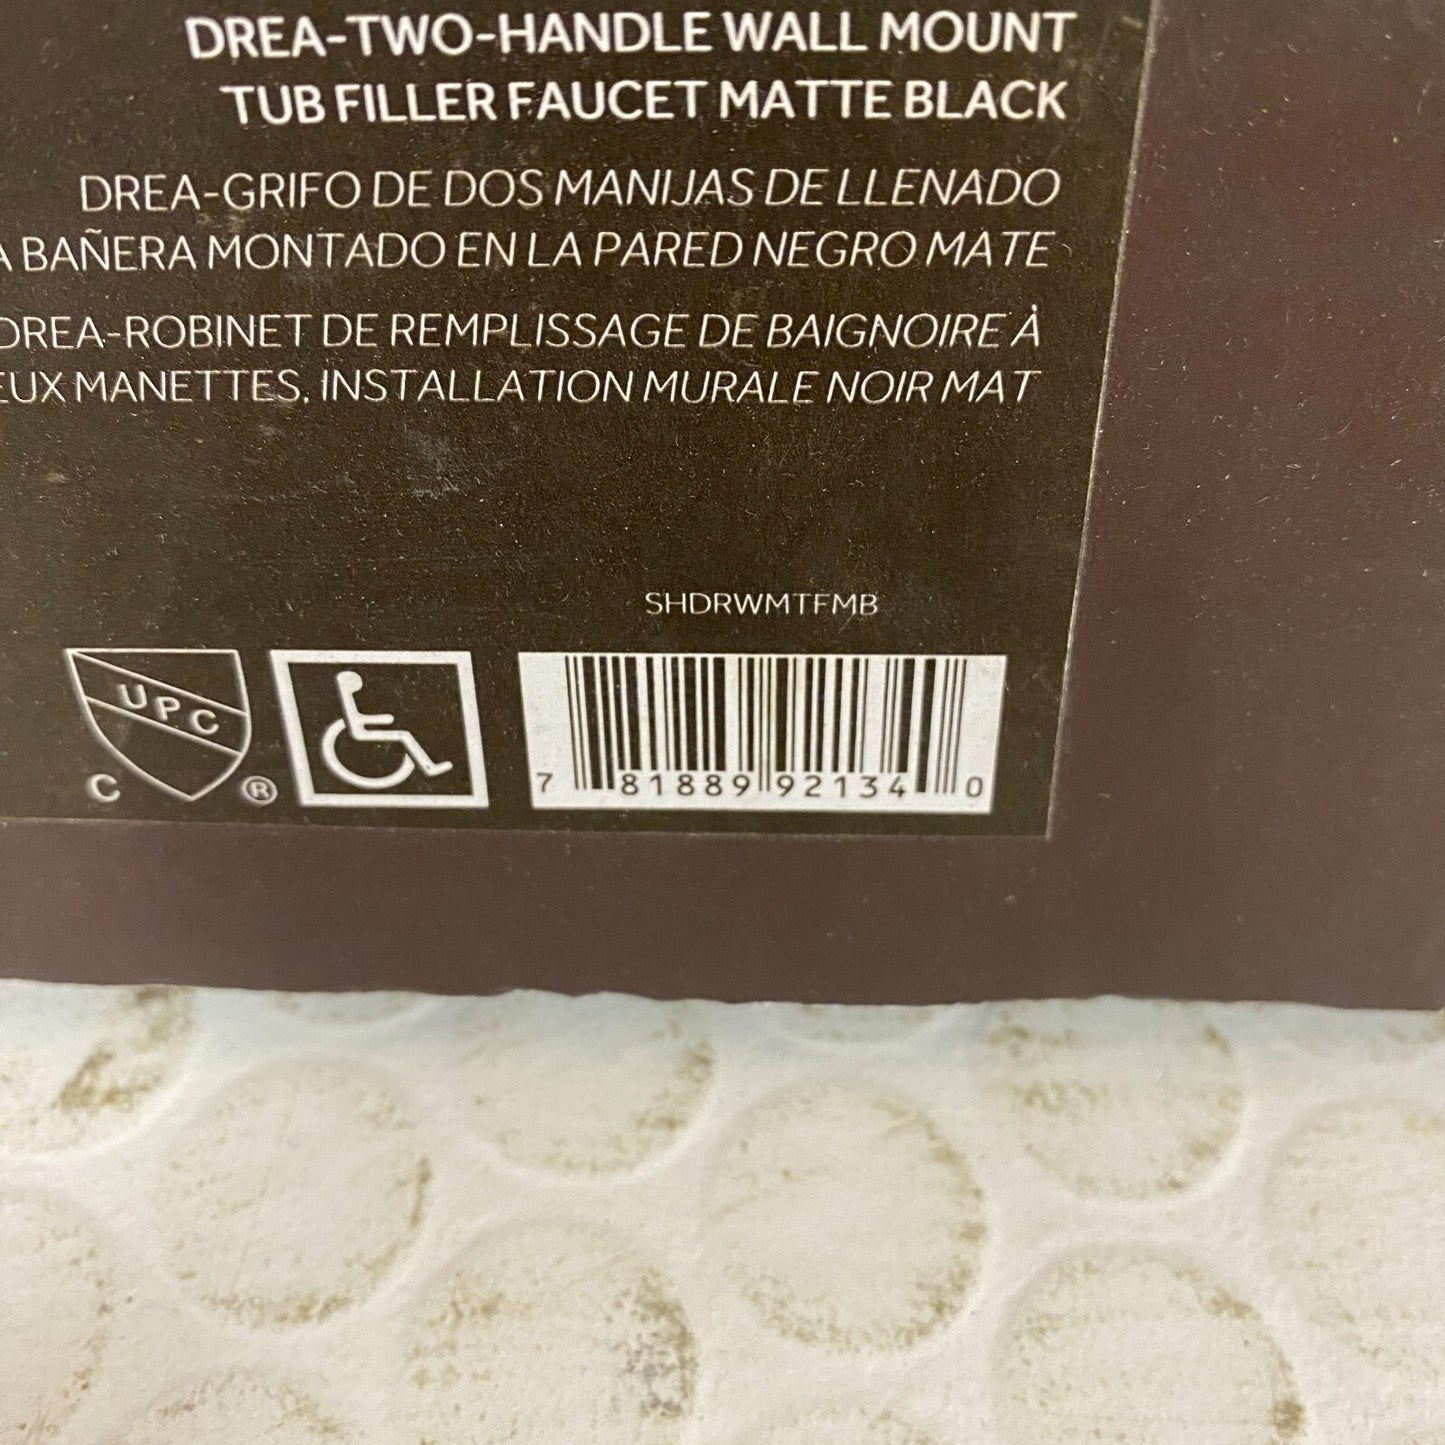 DREA-TWO-HANDLE WALL MOUNT
TUB FILLER FAUCET MATTE BLACK
DREA-GRIFO DE DOS MANIJAS DE LLENADO
A BAÑERA MONTADO EN LA PARED NEGRO MATE
DREA-ROBINET DE REMPLISSAGE DE BAIGNOIRE À
EUX MANETTES, INSTALLATION MURALE NOIR MAT
SHDRWMTFMB
UPC
C ®
7 81889 92134 0